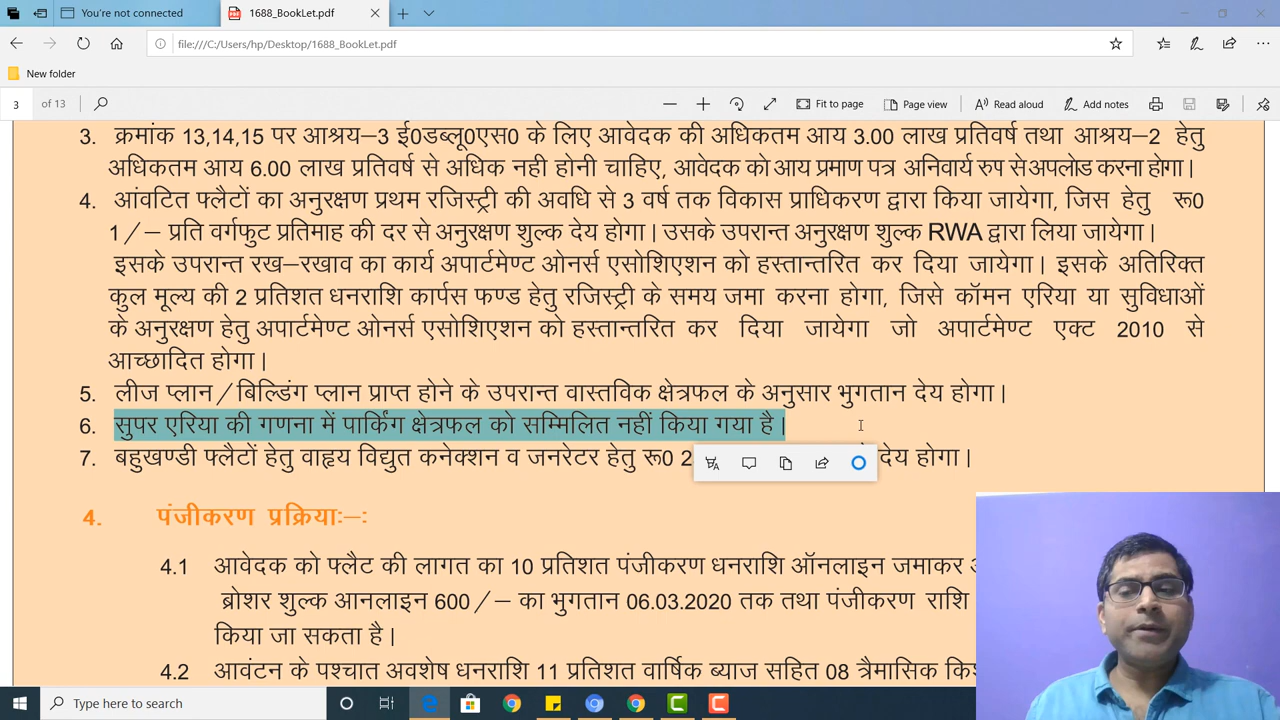 You're not connected
1688_BookLet.pdf
file:///C:/Users/hp/Desktop/1688_BookLet.pdf
New folder
3 of 13
Fit to page
Page view
Read aloud
Add notes
3. क्रमांक 13,14,15 पर आश्रय–3 ई0डब्लू0एस0 के लिए आवेदक की अधिकतम आय 3.00 लाख प्रतिवर्ष तथा आश्रय–2 हेतु
अधिकतम आय 6.00 लाख प्रतिवर्ष से अधिक नही होनी चाहिए, आवेदक को आय प्रमाण पत्र अनिवार्य रुप से अपलोड करना होगा।
4. आंवटित फ्लैटों का अनुरक्षण प्रथम रजिस्ट्री की अवधि से 3 वर्ष तक विकास प्राधिकरण द्वारा किया जायेगा, जिस हेतु रू0
1/– प्रति वर्गफुट प्रतिमाह की दर से अनुरक्षण शुल्क देय होगा। उसके उपरान्त अनुरक्षण शुल्क RWA द्वारा लिया जायेगा।
इसके उपरान्त रख–रखाव का कार्य अपार्टमेण्ट ओनर्स एसोशिएशन को हस्तान्तरित कर दिया जायेगा। इसके अतिरिक्त
कुल मूल्य की 2 प्रतिशत धनराशि कार्पस फण्ड हेतु रजिस्ट्री के समय जमा करना होगा, जिसे कॉमन एरिया या सुविधाओं
के अनुरक्षण हेतु अपार्टमेण्ट ओनर्स एसोशिएशन को हस्तान्तरित कर दिया जायेगा जो अपार्टमेण्ट एक्ट 2010 से
आच्छादित होगा।
5. लीज प्लान/बिल्डिंग प्लान प्राप्त होने के उपरान्त वास्तविक क्षेत्रफल के अनुसार भुगतान देय होगा।
6. सुपर एरिया की गणना में पार्किंग क्षेत्रफल को सम्मिलित नहीं किया गया है।
7. बहुखण्डी फ्लैटों हेतु वाहृय विद्युत कनेक्शन व जनरेटर हेतु रू0 2 देय होगा।
4. पंजीकरण प्रक्रियाः–:
4.1 आवेदक को फ्लैट की लागत का 10 प्रतिशत पंजीकरण धनराशि ऑनलाइन जमाकर
ब्रोशर शुल्क आनलाइन 600/– का भुगतान 06.03.2020 तक तथा पंजीकरण राशि
किया जा सकता है।
4.2 आवंटन के पश्चात अवशेष धनराशि 11 प्रतिशत वार्षिक ब्याज सहित 08 त्रैमासिक
Type here to search